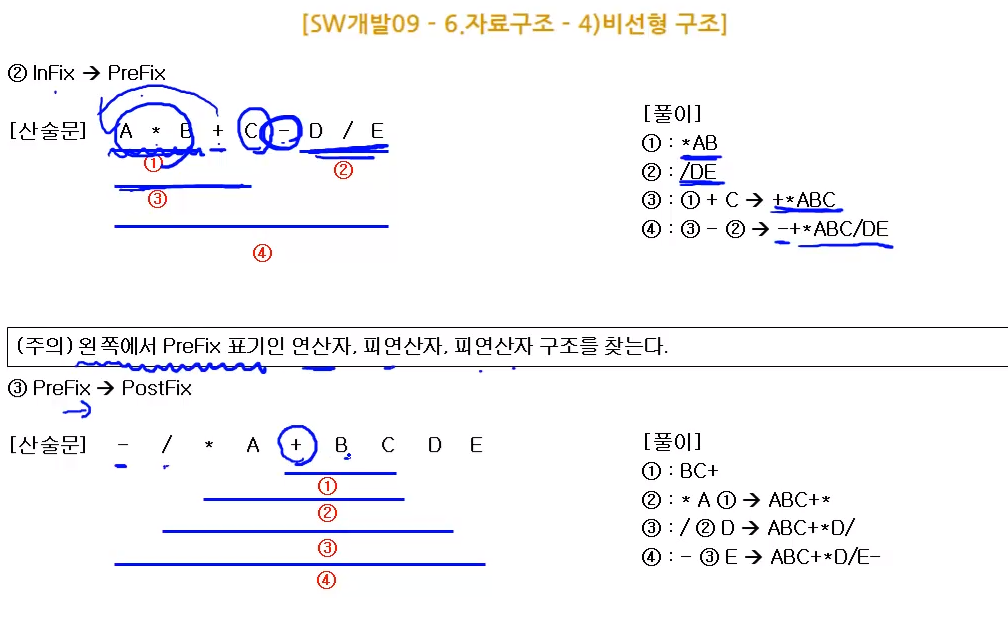 [SW개발09 - 6.자료구조 - 4)비선형 구조]
② InFix → PreFix
[산술문] A * B + C - D / E
①
②
③
④
[풀이]
① : *AB
② : /DE
③ : ① + C → +*ABC
④ : ③ - ② → -+*ABC/DE
(주의) 왼쪽에서 PreFix 표기인 연산자, 피연산자, 피연산자 구조를 찾는다.
③ PreFix → PostFix
[산술문] - / * A + B C D E
①
②
③
④
[풀이]
① : BC+
② : * A ① → ABC+*
③ : / ② D → ABC+*D/
④ : - ③ E → ABC+*D/E-